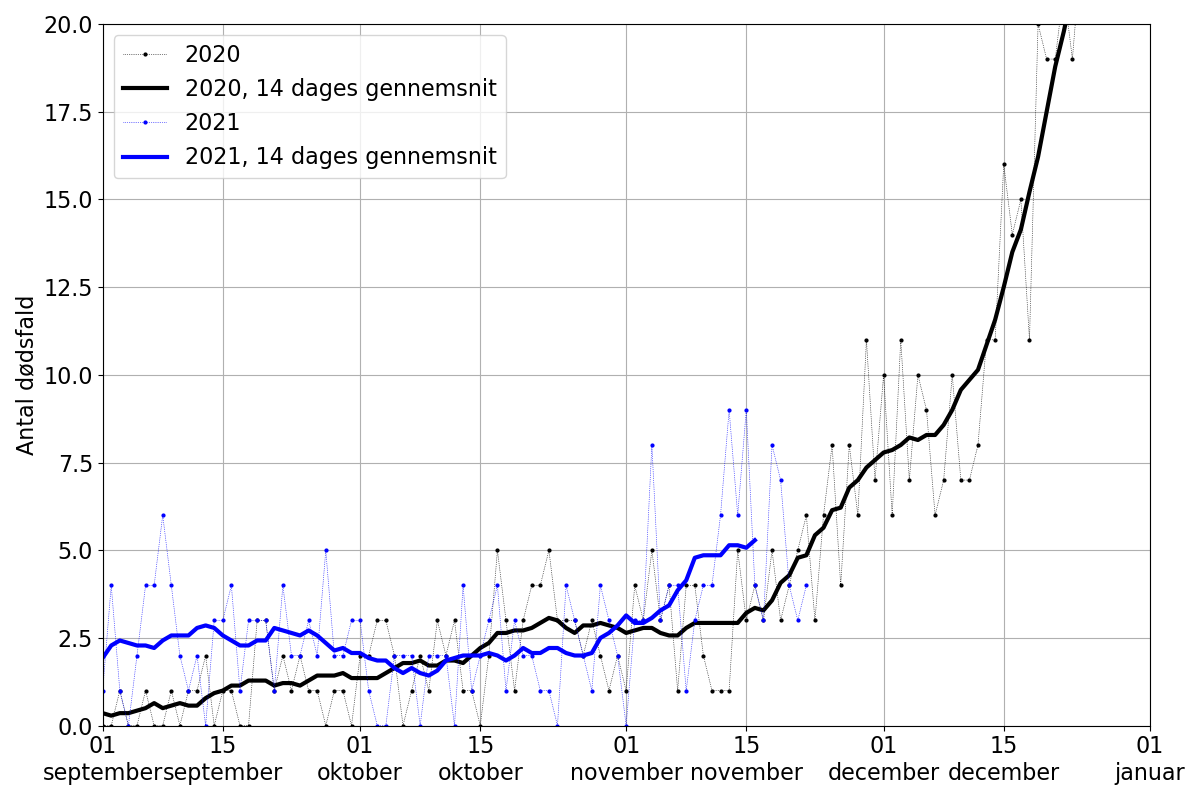 20.0
17.5
15.0
12.5
10.0
7.5
5.0
2.5
0.0
Antal dødsfald
2020
2020, 14 dages gennemsnit
2021
2021, 14 dages gennemsnit
01 15 01 15 01 15 01 15 01
september september oktober oktober november november december december januar